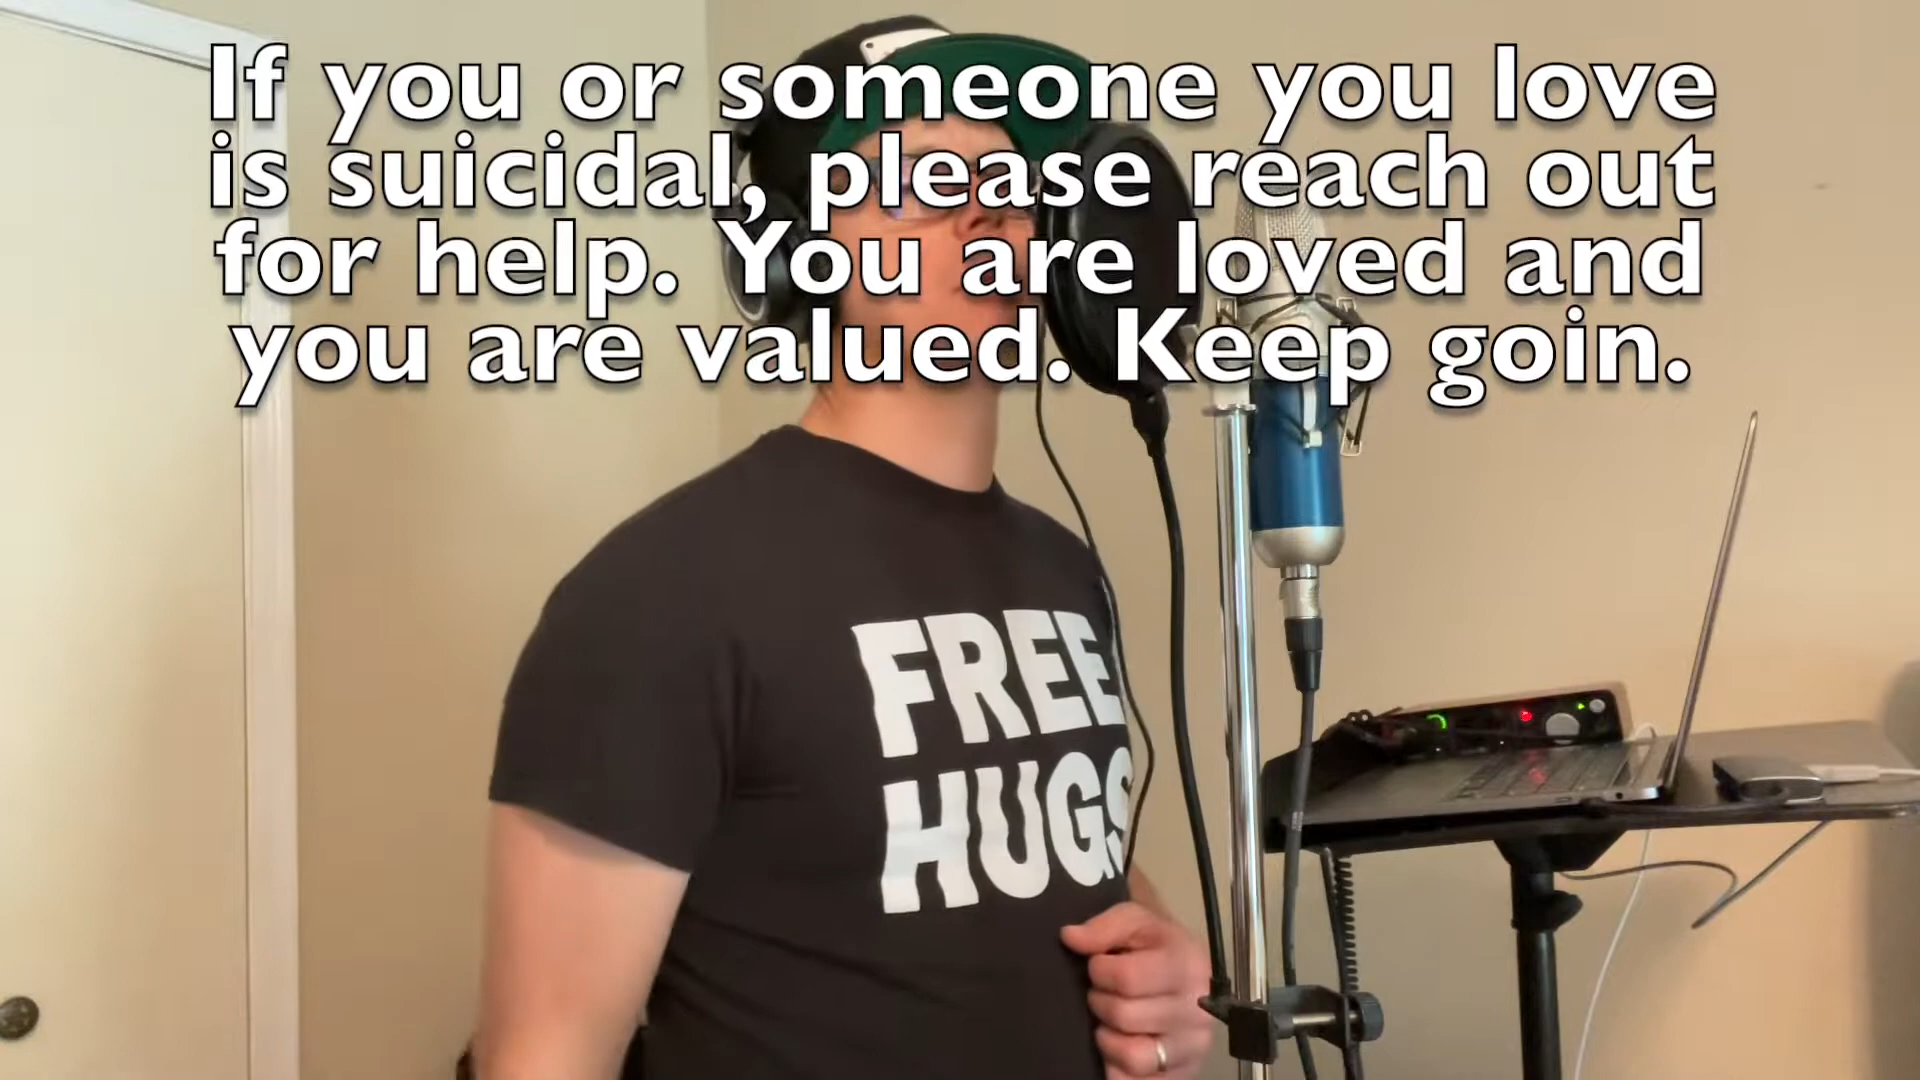 If you or someone you love
is suicidal, please reach out
for help. You are loved and
you are valued. Keep goin.
FREE
HUGS